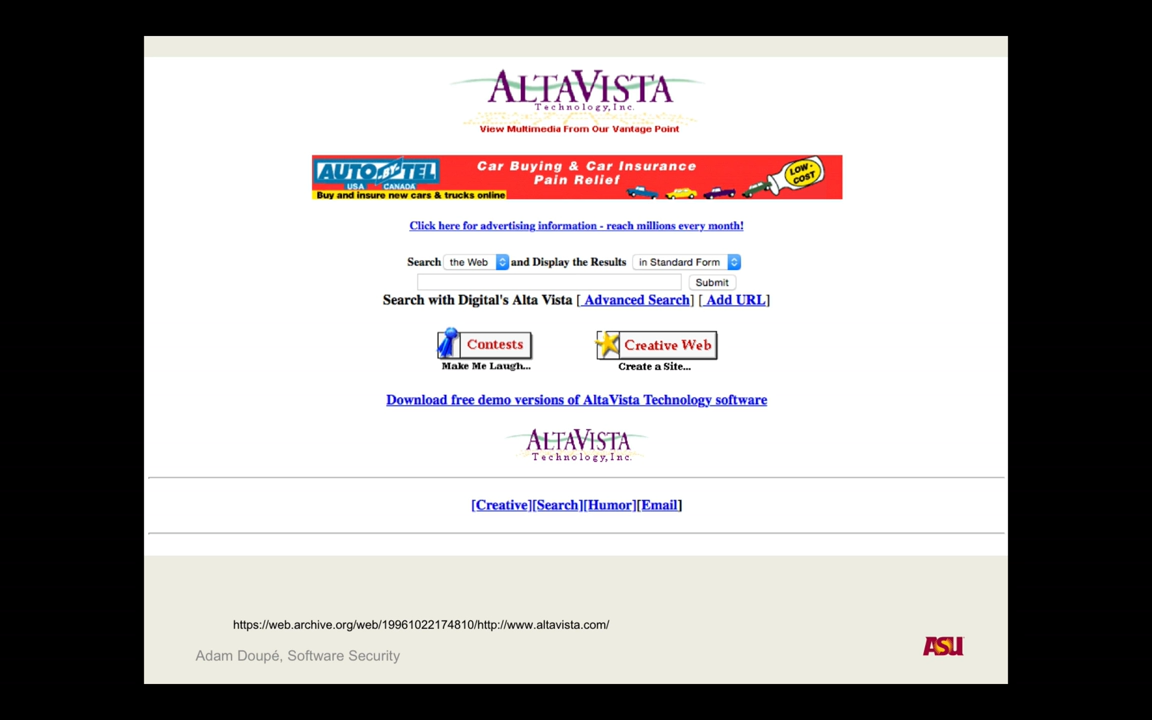 ALTAVISTA
Technology, Inc.
View Multimedia From Our Vantage Point
AUTO BY TEL
USA CANADA
Buy and insure new cars & trucks online
Car Buying & Car Insurance
Pain Relief
LOW-
COST
Click here for advertising information - reach millions every month!
Search the Web and Display the Results in Standard Form
Submit
Search with Digital's Alta Vista [ Advanced Search] [ Add URL]
Contests Creative Web
Make Me Laugh... Create a Site...
Download free demo versions of AltaVista Technology software
ALTAVISTA
Technology, Inc.
[Creative][Search][Humor][Email]
https://web.archive.org/web/19961022174810/http://www.altavista.com/
Adam Doupé, Software Security
ASU